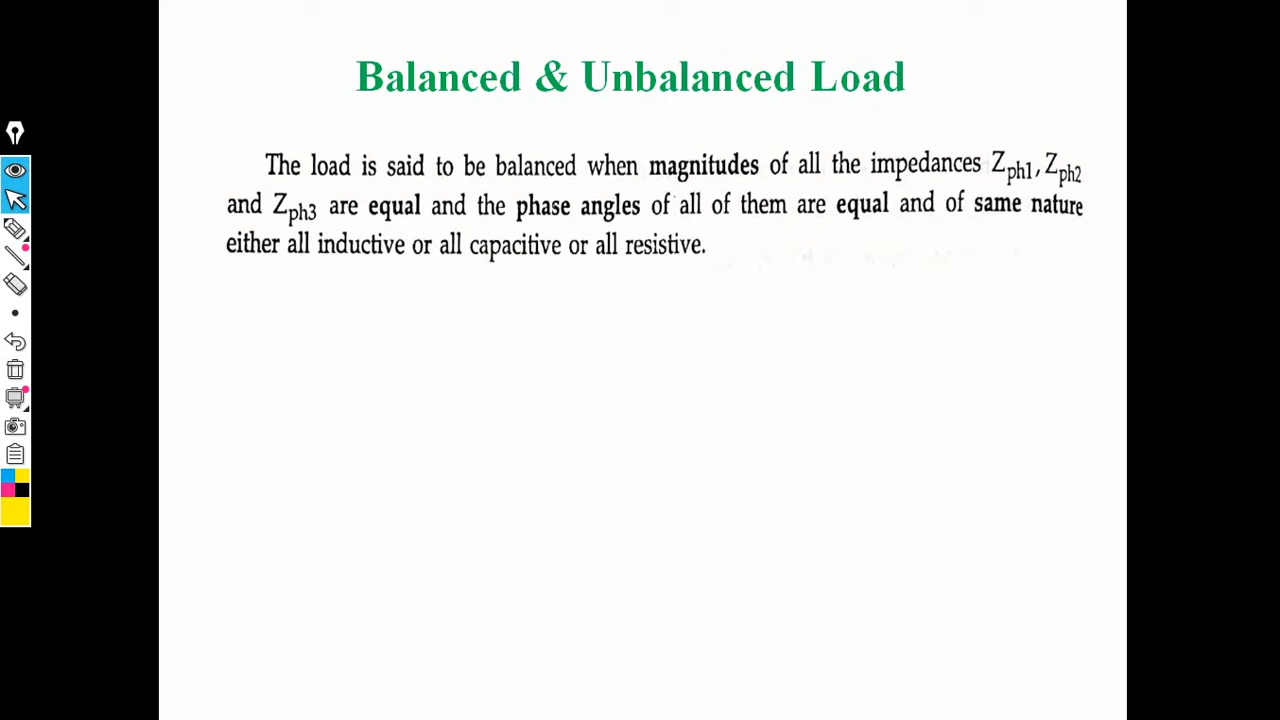 Balanced & Unbalanced Load
The load is said to be balanced when magnitudes of all the impedances Zph1, Zph2
and Zph3 are equal and the phase angles of all of them are equal and of same nature
either all inductive or all capacitive or all resistive.